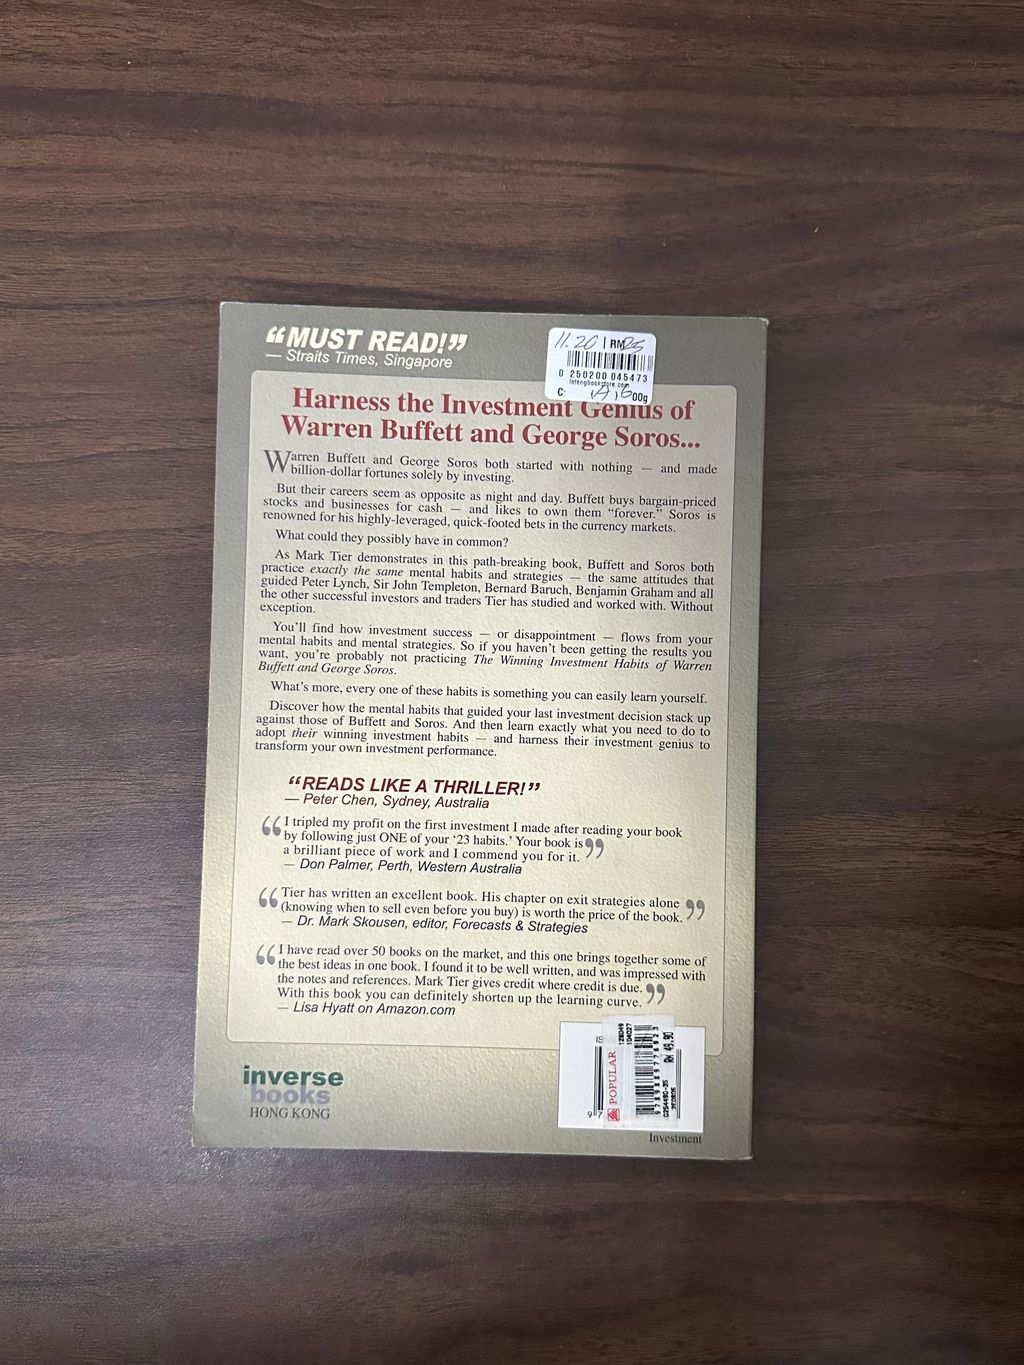 “MUST READ!”
— Straits Times, Singapore
11.20 | RM25
0 250200 045473
C:
00g
Harness the Investment Genius of
Warren Buffett and George Soros...
Warren Buffett and George Soros both started with nothing — and made
billion-dollar fortunes solely by investing.
But their careers seem as opposite as night and day. Buffett buys bargain-priced
stocks and businesses for cash — and likes to own them “forever.” Soros is
renowned for his highly-leveraged, quick-footed bets in the currency markets.
What could they possibly have in common?
As Mark Tier demonstrates in this path-breaking book, Buffett and Soros both
practice exactly the same mental habits and strategies — the same attitudes that
guided Peter Lynch, Sir John Templeton, Bernard Baruch, Benjamin Graham and all
the other successful investors and traders Tier has studied and worked with. Without
exception.
You’ll find how investment success — or disappointment — flows from your
mental habits and mental strategies. So if you haven’t been getting the results you
want, you’re probably not practicing The Winning Investment Habits of Warren
Buffett and George Soros.
What’s more, every one of these habits is something you can easily learn yourself.
Discover how the mental habits that guided your last investment decision stack up
against those of Buffett and Soros. And then learn exactly what you need to do to
adopt their winning investment habits — and harness their investment genius to
transform your own investment performance.
“READS LIKE A THRILLER!”
— Peter Chen, Sydney, Australia
“I tripled my profit on the first investment I made after reading your book
by following just ONE of your ‘23 habits.’ Your book is
a brilliant piece of work and I commend you for it.”
— Don Palmer, Perth, Western Australia
“Tier has written an excellent book. His chapter on exit strategies alone
(knowing when to sell even before you buy) is worth the price of the book.”
— Dr. Mark Skousen, editor, Forecasts & Strategies
“I have read over 50 books on the market, and this one brings together some of
the best ideas in one book. I found it to be well written, and was impressed with
the notes and references. Mark Tier gives credit where credit is due.
With this book you can definitely shorten up the learning curve.”
— Lisa Hyatt on Amazon.com
inverse
books
HONG KONG
IS
9 7
POPULAR
104027
RM 49.90
Investment